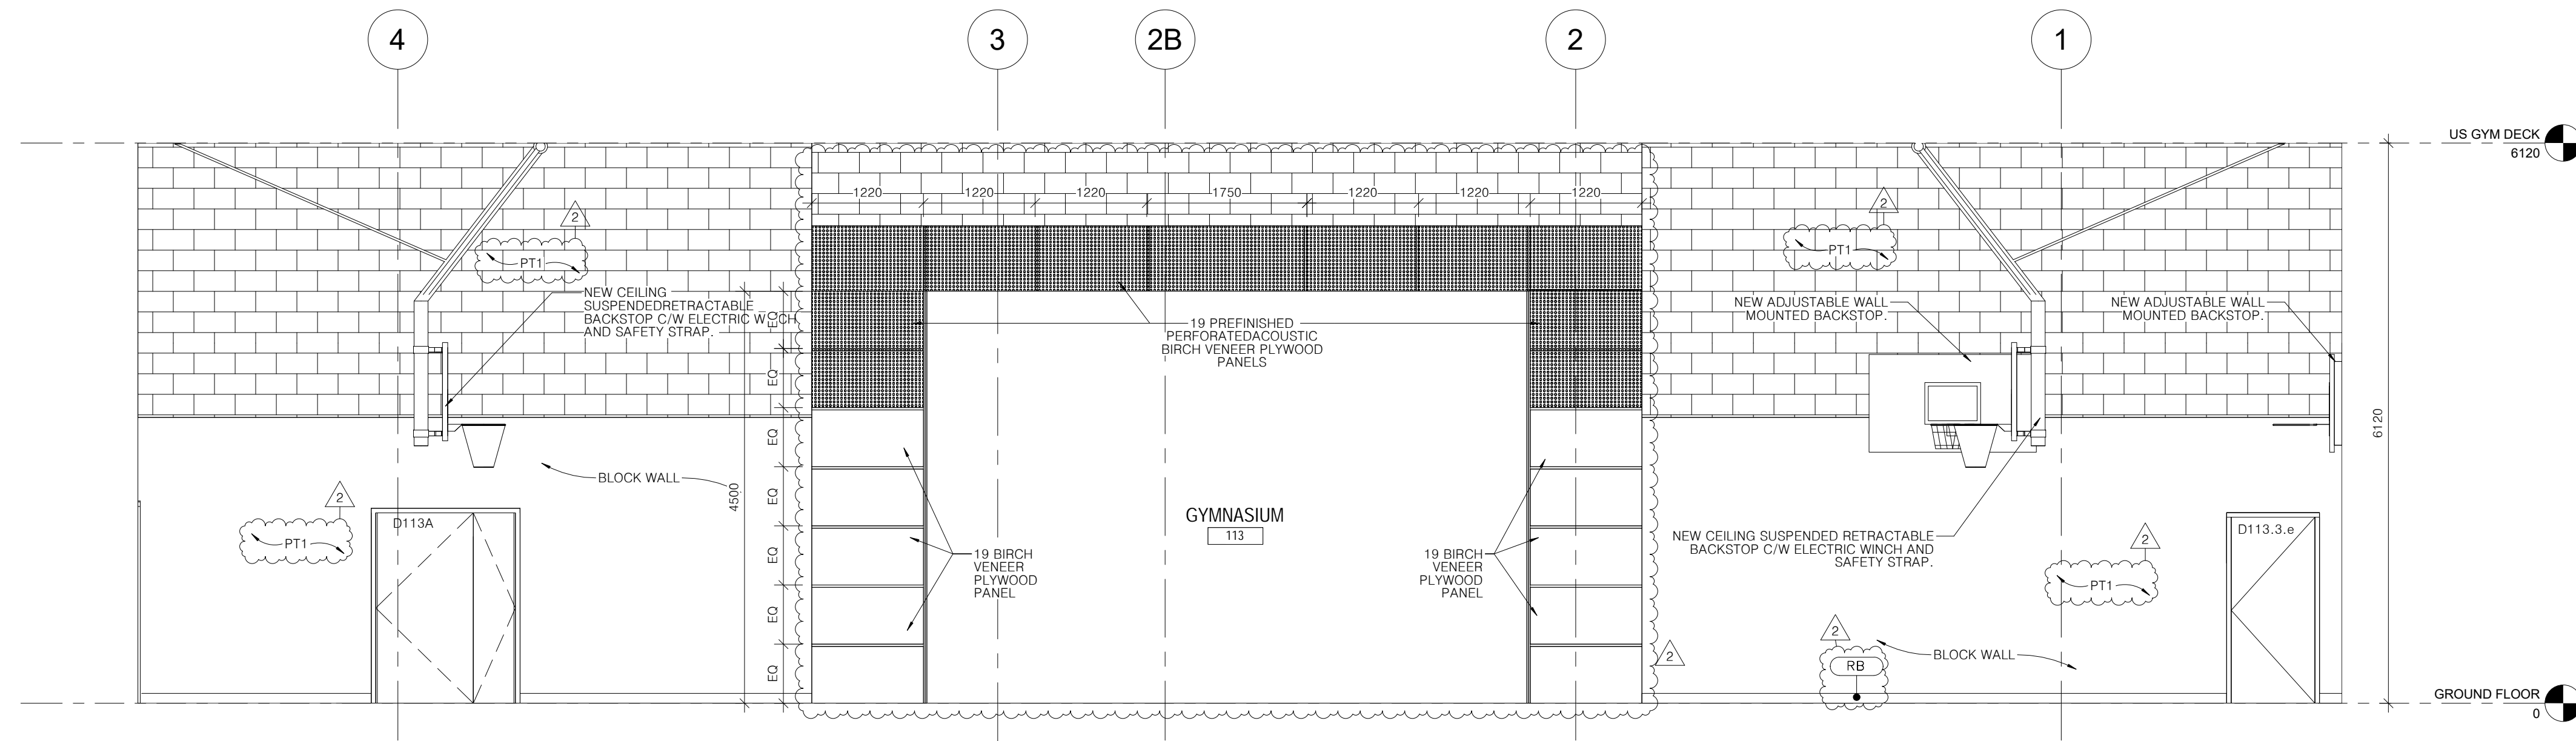 4
3
2B
2
1
US GYM DECK
6120
1220
1220
1220
1750
1220
1220
1220
2
PT1
2
PT1
NEW CEILING
SUSPENDEDRETRACTABLE
BACKSTOP C/W ELECTRIC WINCH
AND SAFETY STRAP.
19 PREFINISHED
PERFORATEDACOUSTIC
BIRCH VENEER PLYWOOD
PANELS
NEW ADJUSTABLE WALL
MOUNTED BACKSTOP.
NEW ADJUSTABLE WALL
MOUNTED BACKSTOP.
EQ
EQ
EQ
EQ
EQ
EQ
EQ
4500
6120
BLOCK WALL
2
PT1
D113A
GYMNASIUM
113
19 BIRCH
VENEER
PLYWOOD
PANEL
19 BIRCH
VENEER
PLYWOOD
PANEL
NEW CEILING SUSPENDED RETRACTABLE
BACKSTOP C/W ELECTRIC WINCH AND
SAFETY STRAP.
D113.3.e
2
PT1
2
RB
2
BLOCK WALL
GROUND FLOOR
0